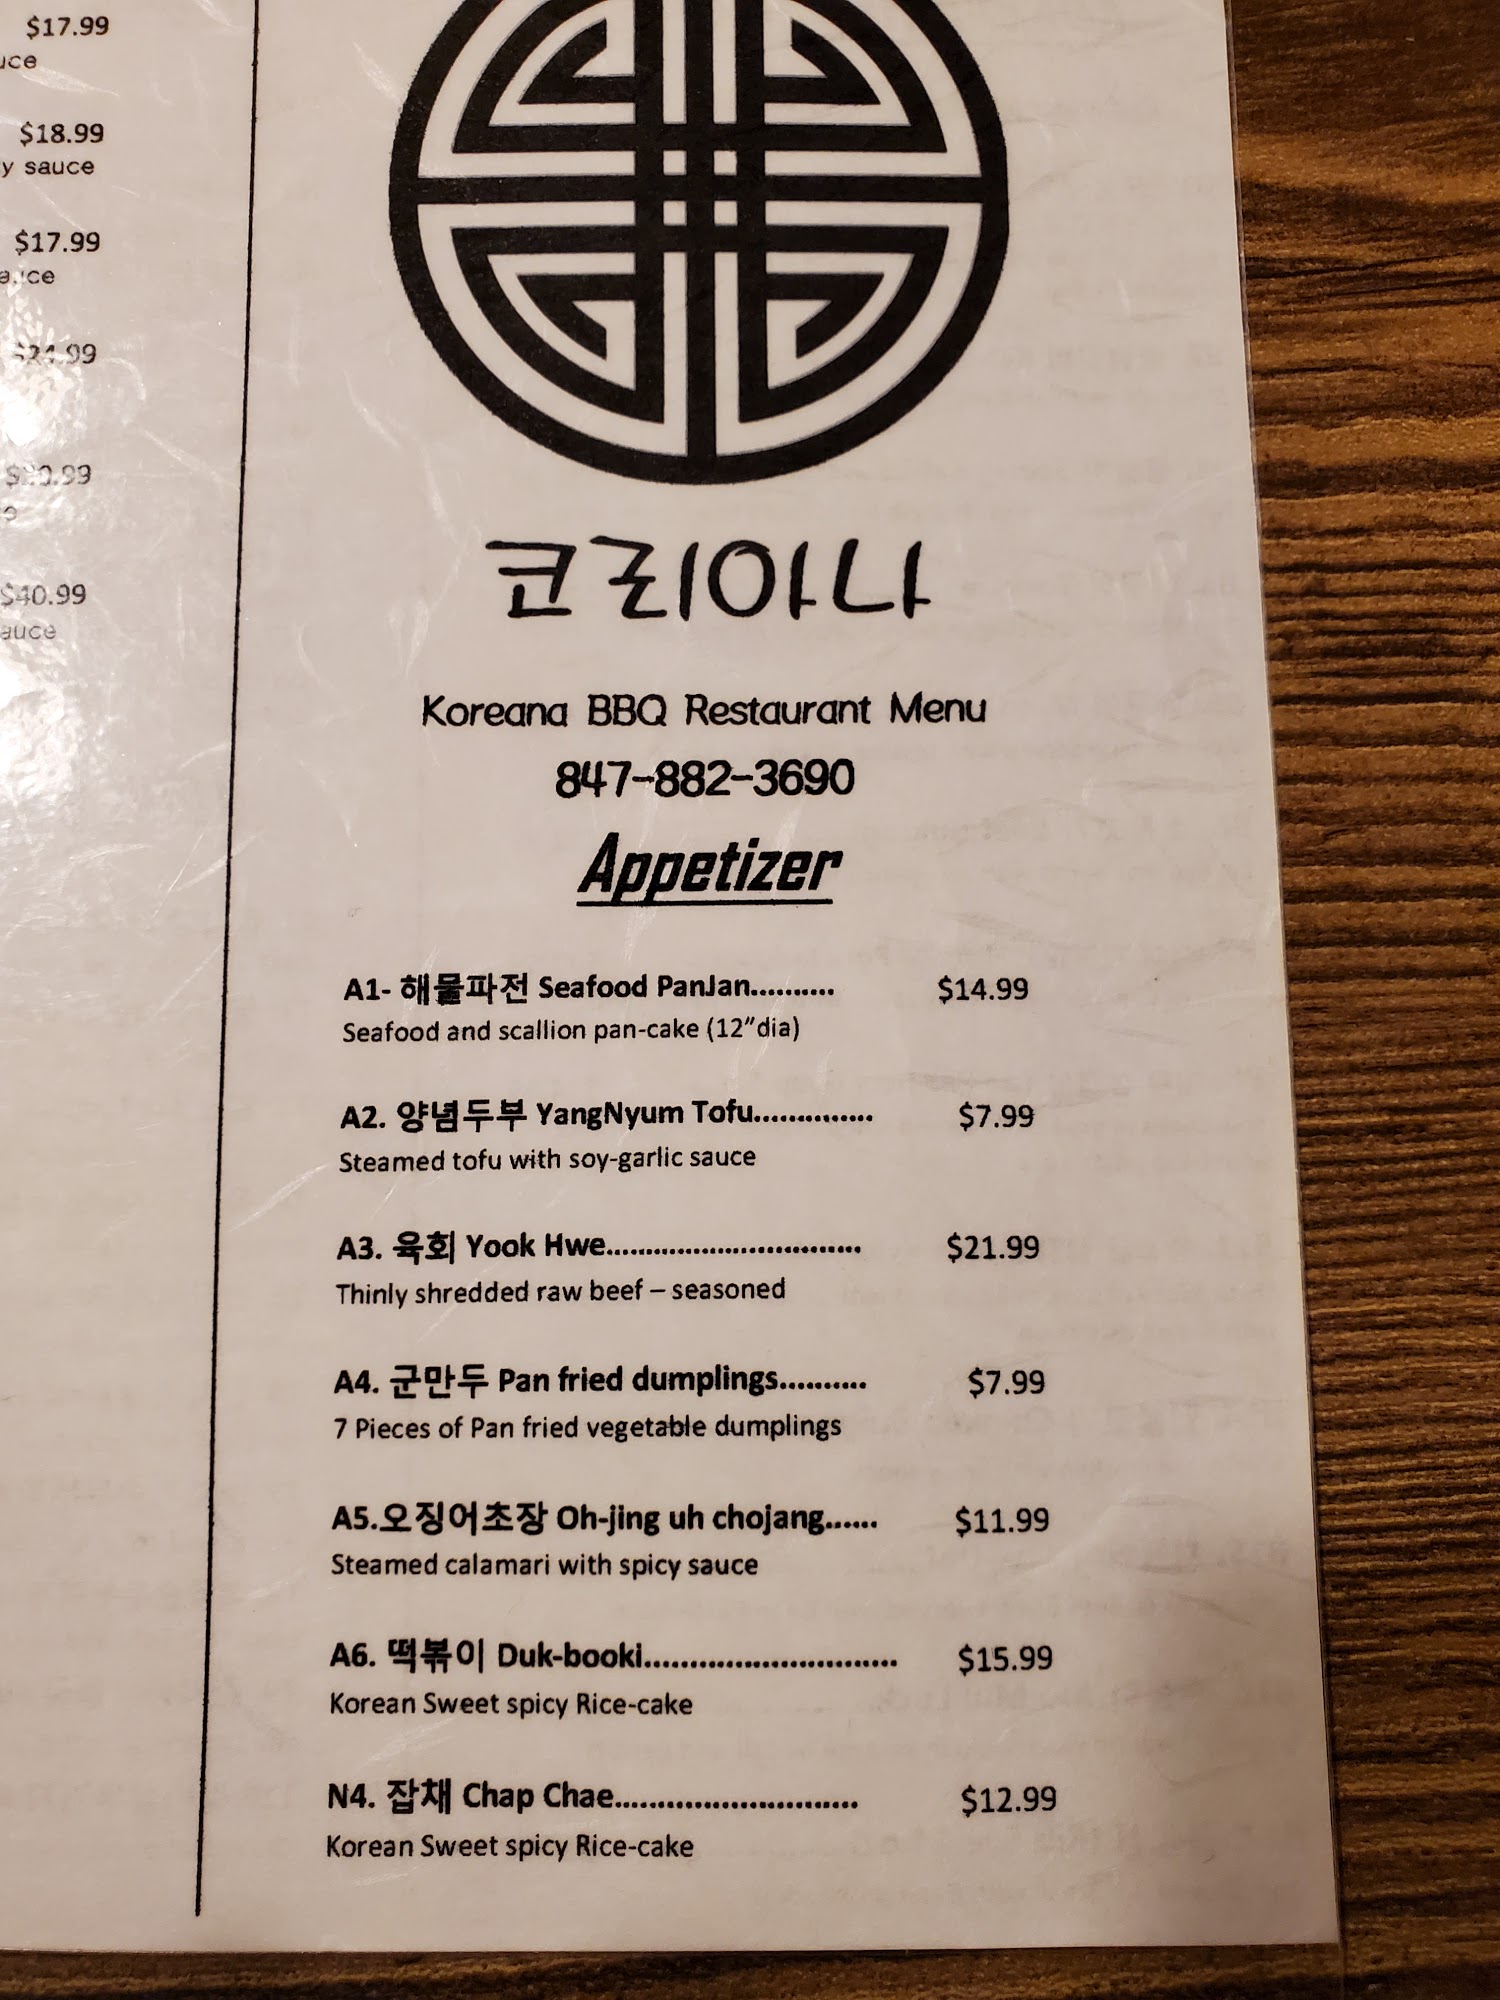 $17.99
$18.99
sauce
$17.99
$40.99
코리아나
Koreana BBQ Restaurant Menu
847-882-3690
Appetizer
A1- 해물파전 Seafood PanJan.......... $14.99
Seafood and scallion pan-cake (12"dia)
A2. 양념두부 YangNyum Tofu.............. $7.99
Steamed tofu with soy-garlic sauce
A3. 육회 Yook Hwe................................ $21.99
Thinly shredded raw beef – seasoned
A4. 군만두 Pan fried dumplings.......... $7.99
7 Pieces of Pan fried vegetable dumplings
A5.오징어초장 Oh-jing uh chojang...... $11.99
Steamed calamari with spicy sauce
A6. 떡볶이 Duk-booki............................ $15.99
Korean Sweet spicy Rice-cake
N4. 잡채 Chap Chae........................... $12.99
Korean Sweet spicy Rice-cake